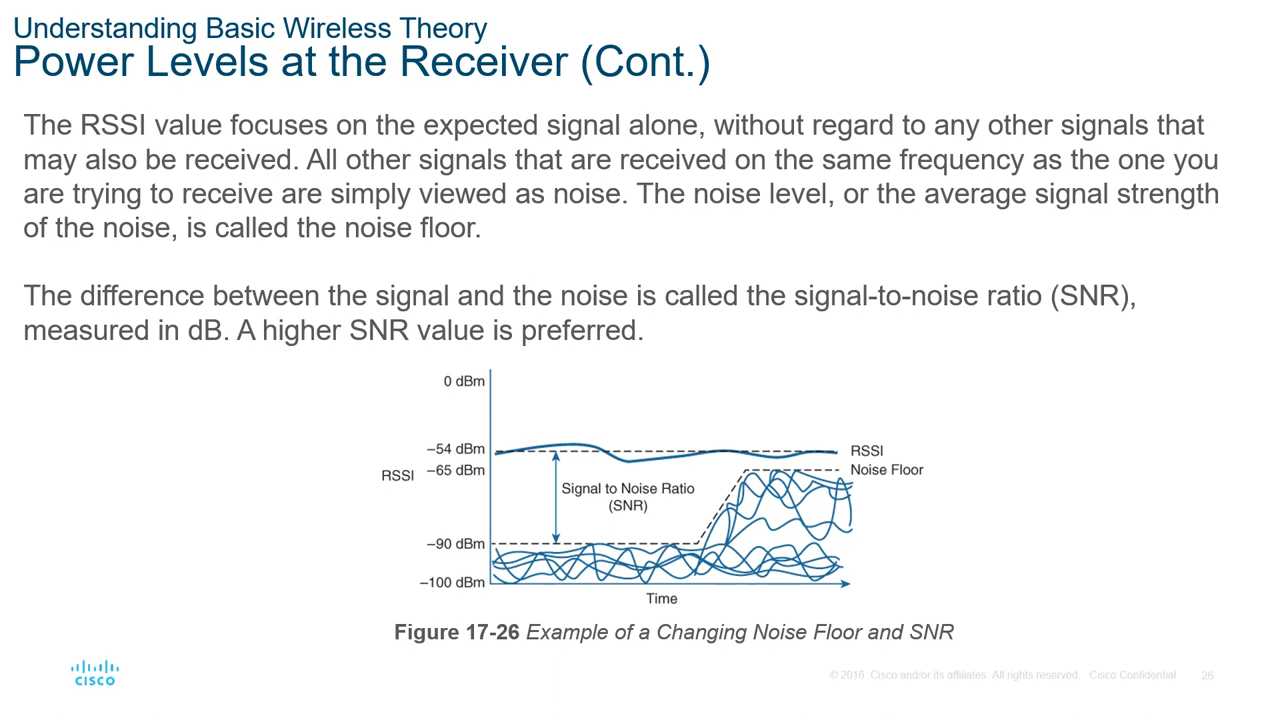 Understanding Basic Wireless Theory
Power Levels at the Receiver (Cont.)
The RSSI value focuses on the expected signal alone, without regard to any other signals that
may also be received. All other signals that are received on the same frequency as the one you
are trying to receive are simply viewed as noise. The noise level, or the average signal strength
of the noise, is called the noise floor.
The difference between the signal and the noise is called the signal-to-noise ratio (SNR),
measured in dB. A higher SNR value is preferred.
0 dBm
–54 dBm
RSSI
RSSI
–65 dBm
Noise Floor
Signal to Noise Ratio
(SNR)
–90 dBm
–100 dBm
Time
Figure 17-26 Example of a Changing Noise Floor and SNR
CISCO
© 2016 Cisco and/or its affiliates. All rights reserved. Cisco Confidential
26